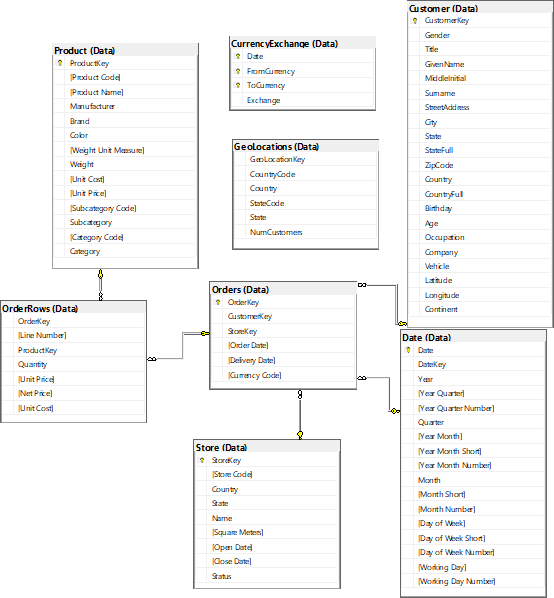 Product (Data)
ProductKey
[Product Code]
[Product Name]
Manufacturer
Brand
Color
[Weight Unit Measure]
Weight
[Unit Cost]
[Unit Price]
[Subcategory Code]
Subcategory
[Category Code]
Category
CurrencyExchange (Data)
Date
FromCurrency
ToCurrency
Exchange
GeoLocations (Data)
GeoLocationKey
CountryCode
Country
StateCode
State
NumCustomers
Customer (Data)
CustomerKey
Gender
Title
GivenName
MiddleInitial
Surname
StreetAddress
City
State
StateFull
ZipCode
Country
CountryFull
Birthday
Age
Occupation
Company
Vehicle
Latitude
Longitude
Continent
OrderRows (Data)
OrderKey
[Line Number]
ProductKey
Quantity
[Unit Price]
[Net Price]
[Unit Cost]
Orders (Data)
OrderKey
CustomerKey
StoreKey
[Order Date]
[Delivery Date]
[Currency Code]
Date (Data)
Date
DateKey
Year
[Year Quarter]
[Year Quarter Number]
Quarter
[Year Month]
[Year Month Short]
[Year Month Number]
Month
[Month Short]
[Month Number]
[Day of Week]
[Day of Week Short]
[Day of Week Number]
[Working Day]
[Working Day Number]
Store (Data)
StoreKey
[Store Code]
Country
State
Name
[Square Meters]
[Open Date]
[Close Date]
Status